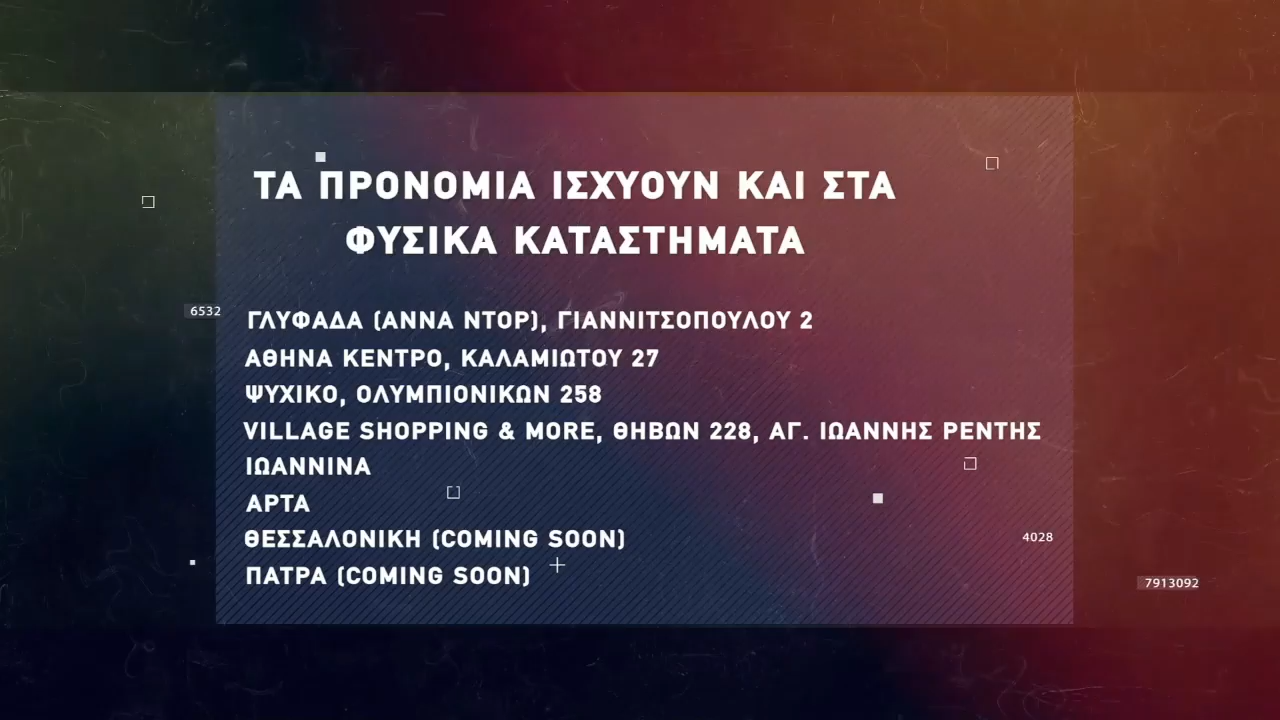 ΤΑ ΠΡΟΝΟΜΙΑ ΙΣΧΥΟΥΝ ΚΑΙ ΣΤΑ
ΦΥΣΙΚΑ ΚΑΤΑΣΤΗΜΑΤΑ
6532
ΓΛΥΦΑΔΑ (ΑΝΝΑ ΝΤΟΡ), ΓΙΑΝΝΙΤΣΟΠΟΥΛΟΥ 2
ΑΘΗΝΑ ΚΕΝΤΡΟ, ΚΑΛΑΜΙΩΤΟΥ 27
ΨΥΧΙΚΟ, ΟΛΥΜΠΙΟΝΙΚΩΝ 258
VILLAGE SHOPPING & MORE, ΘΗΒΩΝ 228, ΑΓ. ΙΩΑΝΝΗΣ ΡΕΝΤΗΣ
ΙΩΑΝΝΙΝΑ
ΑΡΤΑ
ΘΕΣΣΑΛΟΝΙΚΗ (COMING SOON)
4028
ΠΑΤΡΑ (COMING SOON)
7913092